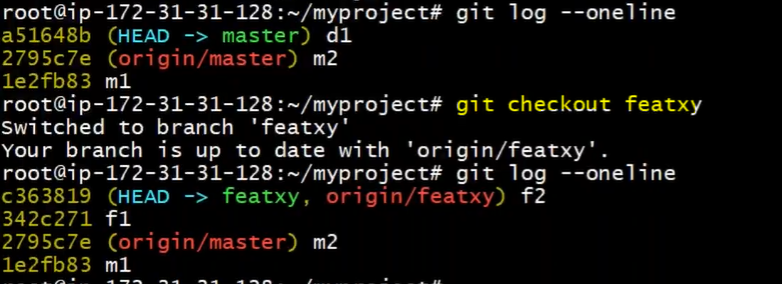 root@ip-172-31-31-128:~/myproject# git log --oneline
a51648b (HEAD -> master) d1
2795c7e (origin/master) m2
1e2fb83 m1
root@ip-172-31-31-128:~/myproject# git checkout featxy
Switched to branch 'featxy'
Your branch is up to date with 'origin/featxy'.
root@ip-172-31-31-128:~/myproject# git log --oneline
c363819 (HEAD -> featxy, origin/featxy) f2
342c271 f1
2795c7e (origin/master) m2
1e2fb83 m1